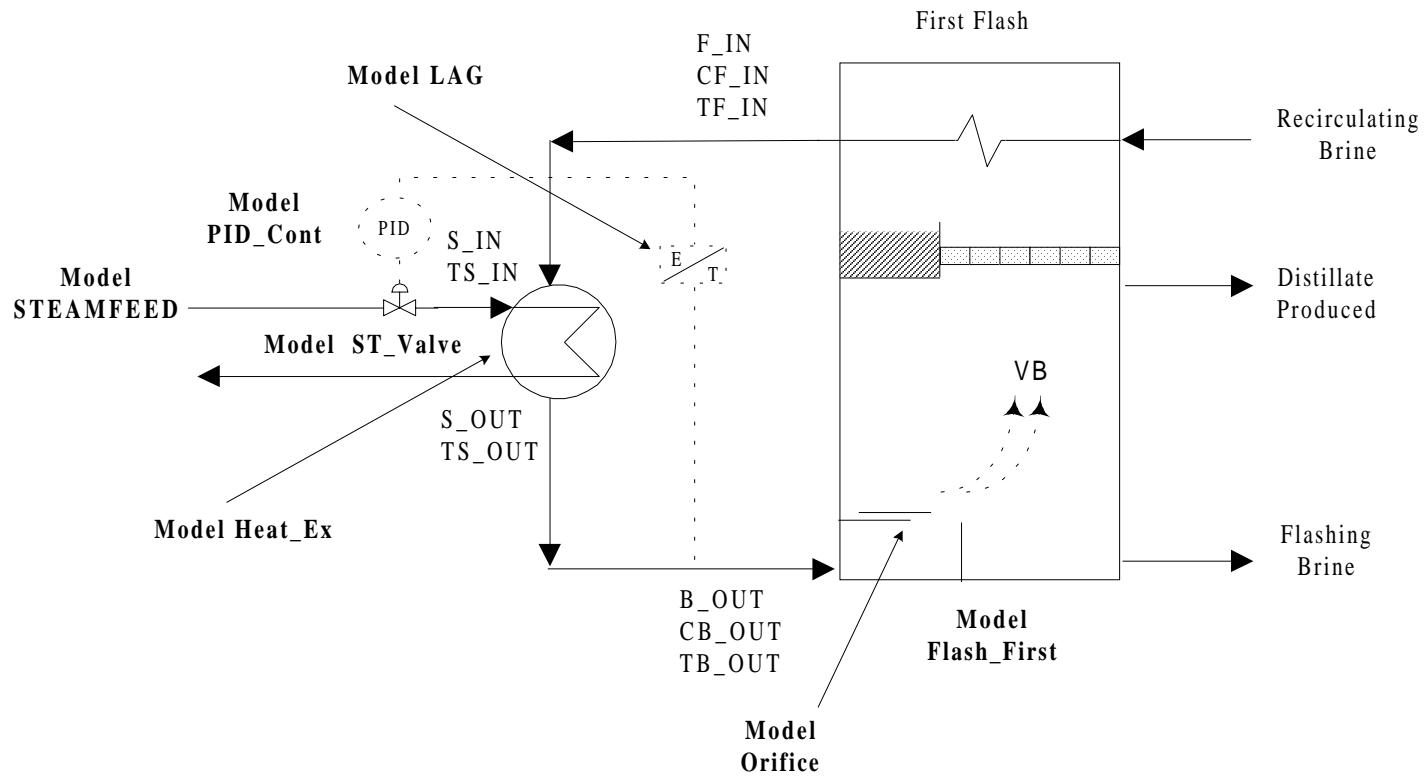 First Flash
F_IN
CF_IN
TF_IN
Model LAG
Recirculating
Brine
Model
PID_Cont
PID
S_IN
TS_IN
E
T
Model
STEAMFEED
Distillate
Produced
Model ST_Valve
VB
S_OUT
TS_OUT
Model Heat_Ex
Flashing
Brine
B_OUT
CB_OUT
TB_OUT
Model
Flash_First
Model
Orifice